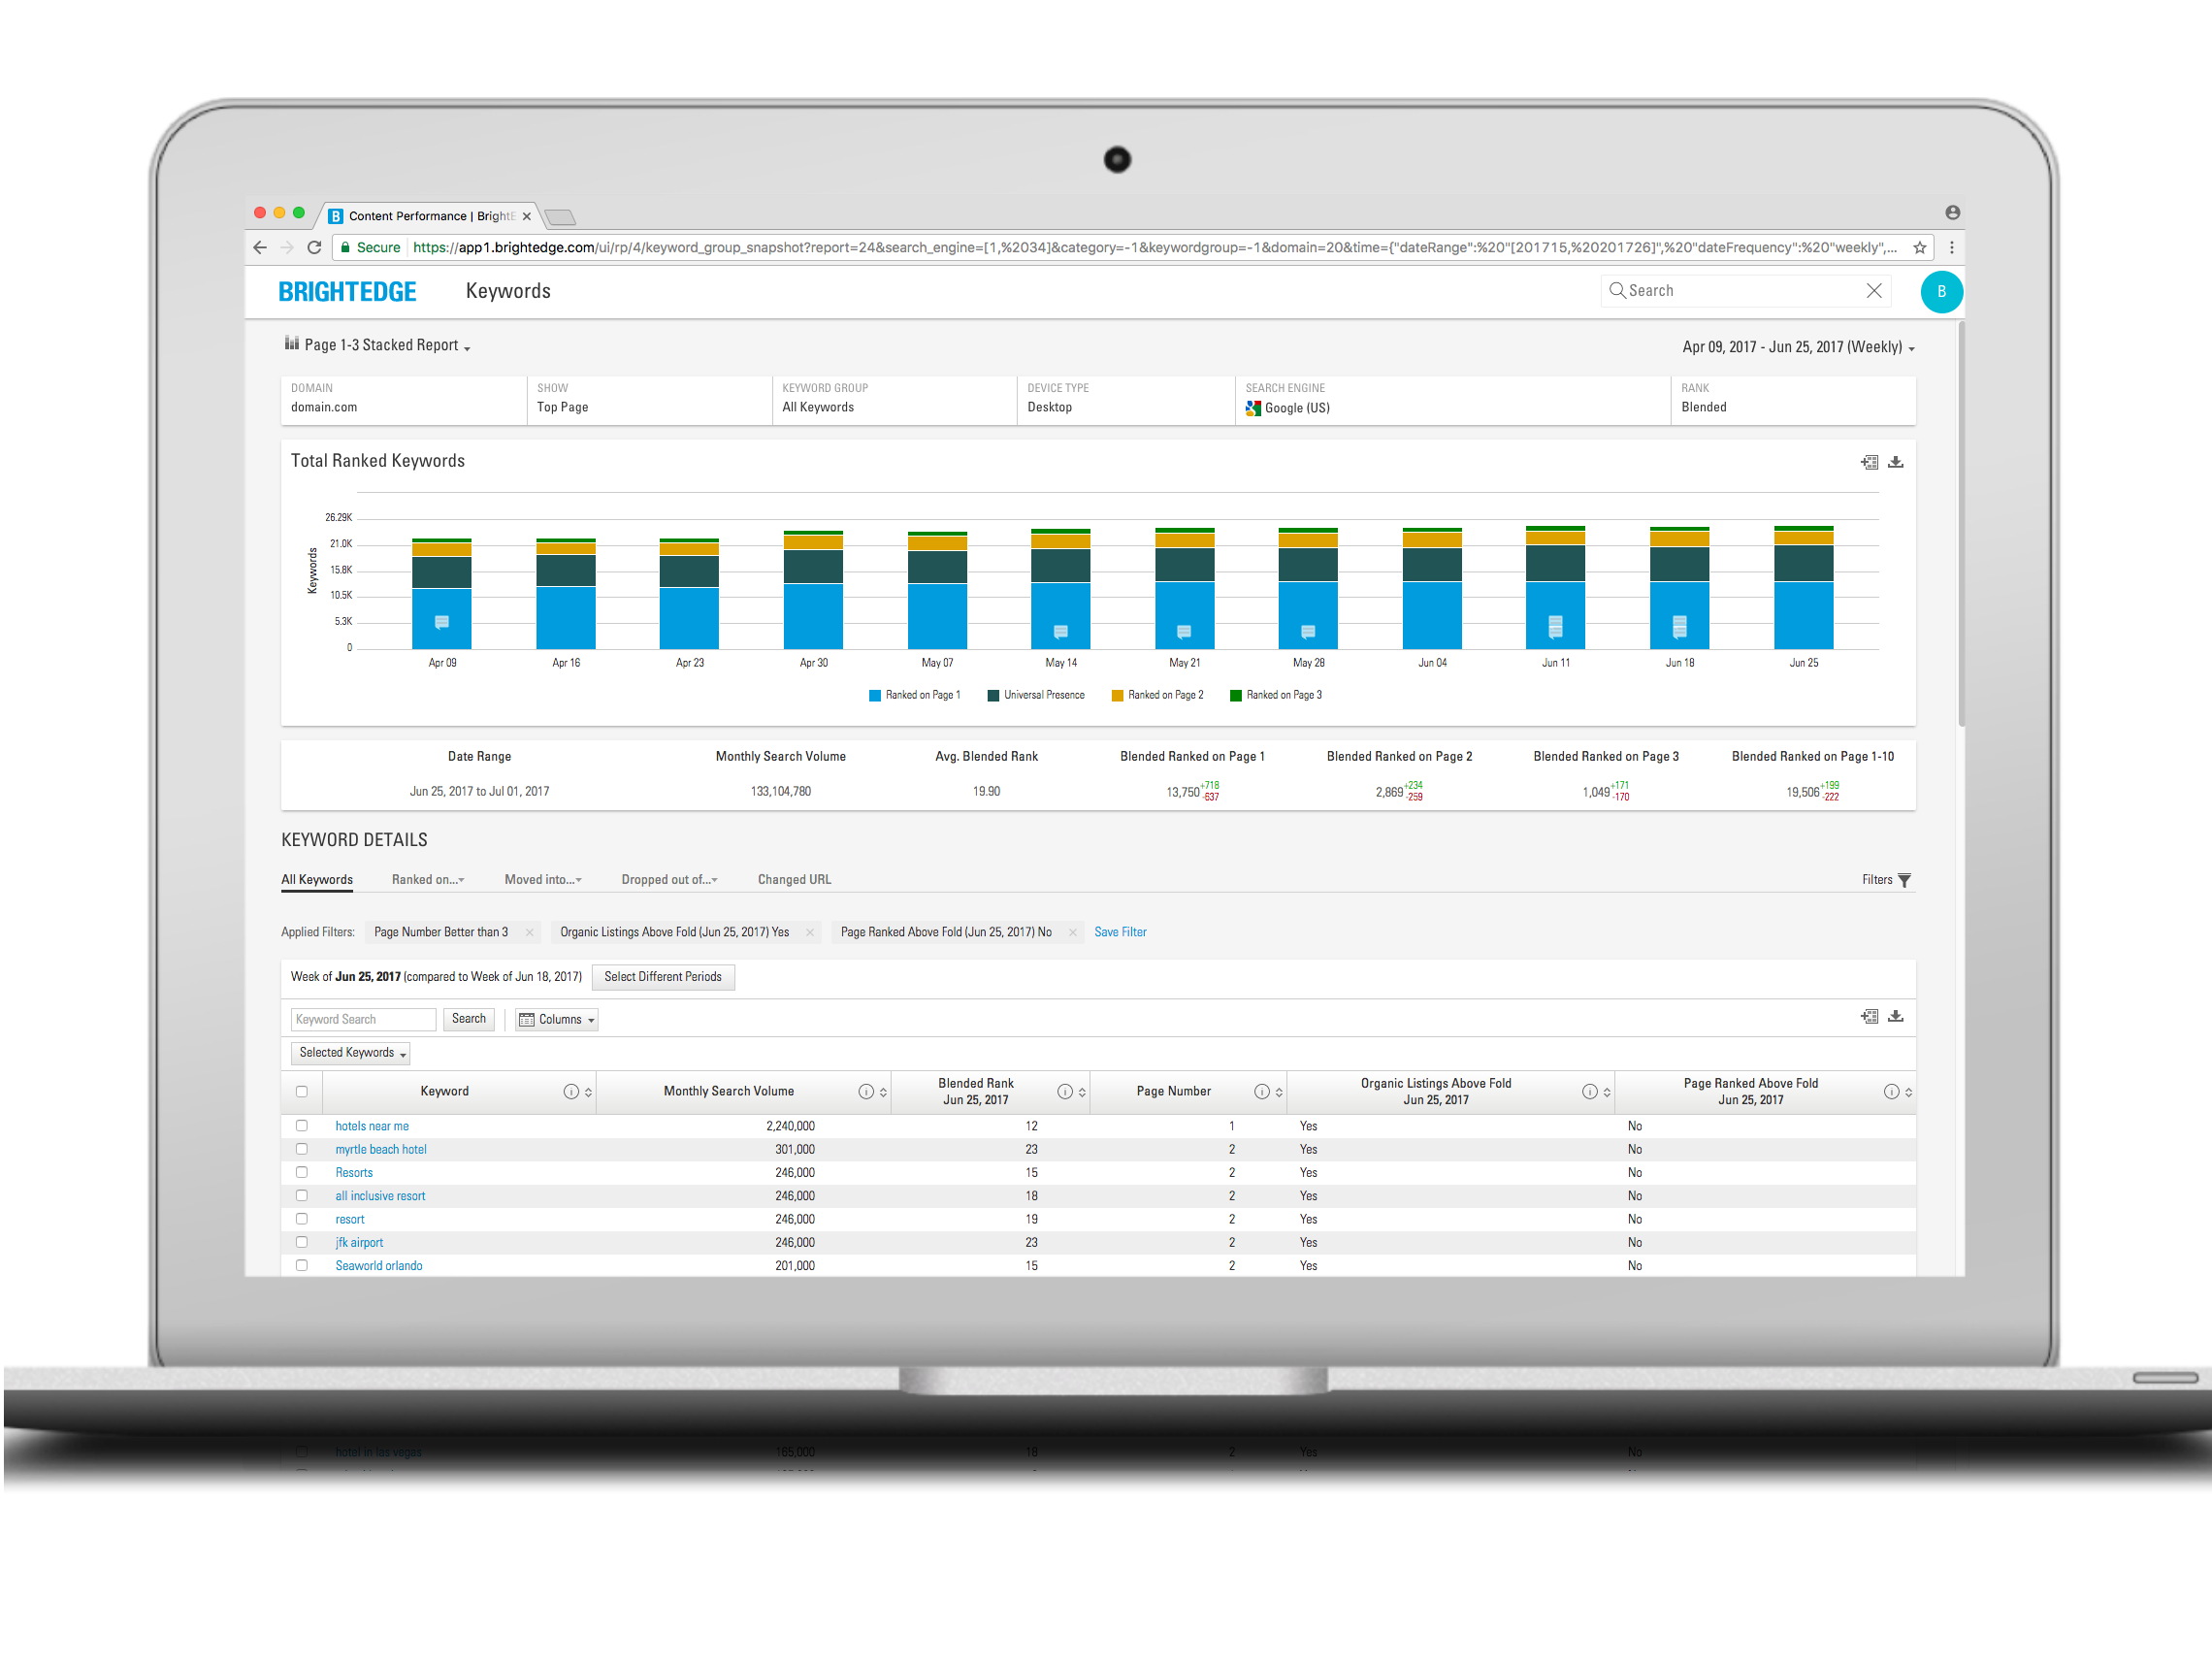 B Content Performance | BrightE
Secure https://app1.brightedge.com/ui/rp/4/keyword_group_snapshot?report=24&search_engine=[1,%2034]&category=-1&keywordgroup=-1&domain=20&time={"dateRange":%20"[201715,%20201726]",%20"dateFrequency":%20"weekly",...
BRIGHTEDGE Keywords Search B
Page 1-3 Stacked Report Apr 09, 2017 - Jun 25, 2017 (Weekly)
DOMAIN SHOW KEYWORD GROUP DEVICE TYPE SEARCH ENGINE RANK
domain.com Top Page All Keywords Desktop Google (US) Blended
Total Ranked Keywords
Keywords
26.29K
21.0K
15.8K
10.5K
5.3K
0
Apr 09 Apr 16 Apr 23 Apr 30 May 07 May 14 May 21 May 28 Jun 04 Jun 11 Jun 18 Jun 25
Ranked on Page 1 Universal Presence Ranked on Page 2 Ranked on Page 3
Date Range Monthly Search Volume Avg. Blended Rank Blended Ranked on Page 1 Blended Ranked on Page 2 Blended Ranked on Page 3 Blended Ranked on Page 1-10
Jun 25, 2017 to Jul 01, 2017 133,104,780 19.90 13,750 +718 -637 2,869 +234 -259 1,049 +171 -170 19,506 +199 -222
KEYWORD DETAILS
All Keywords Ranked on... Moved into... Dropped out of... Changed URL Filters
Applied Filters: Page Number Better than 3 Organic Listings Above Fold (Jun 25, 2017) Yes Page Ranked Above Fold (Jun 25, 2017) No Save Filter
Week of Jun 25, 2017 (compared to Week of Jun 18, 2017) Select Different Periods
Keyword Search Search Columns
Selected Keywords
Keyword Monthly Search Volume Blended Rank Jun 25, 2017 Page Number Organic Listings Above Fold Jun 25, 2017 Page Ranked Above Fold Jun 25, 2017
hotels near me 2,240,000 12 1 Yes No
myrtle beach hotel 301,000 23 2 Yes No
Resorts 246,000 15 2 Yes No
all inclusive resort 246,000 18 2 Yes No
resort 246,000 19 2 Yes No
jfk airport 246,000 23 2 Yes No
Seaworld orlando 201,000 15 2 Yes No
hotel in las vegas 165,000 18 2 Yes No